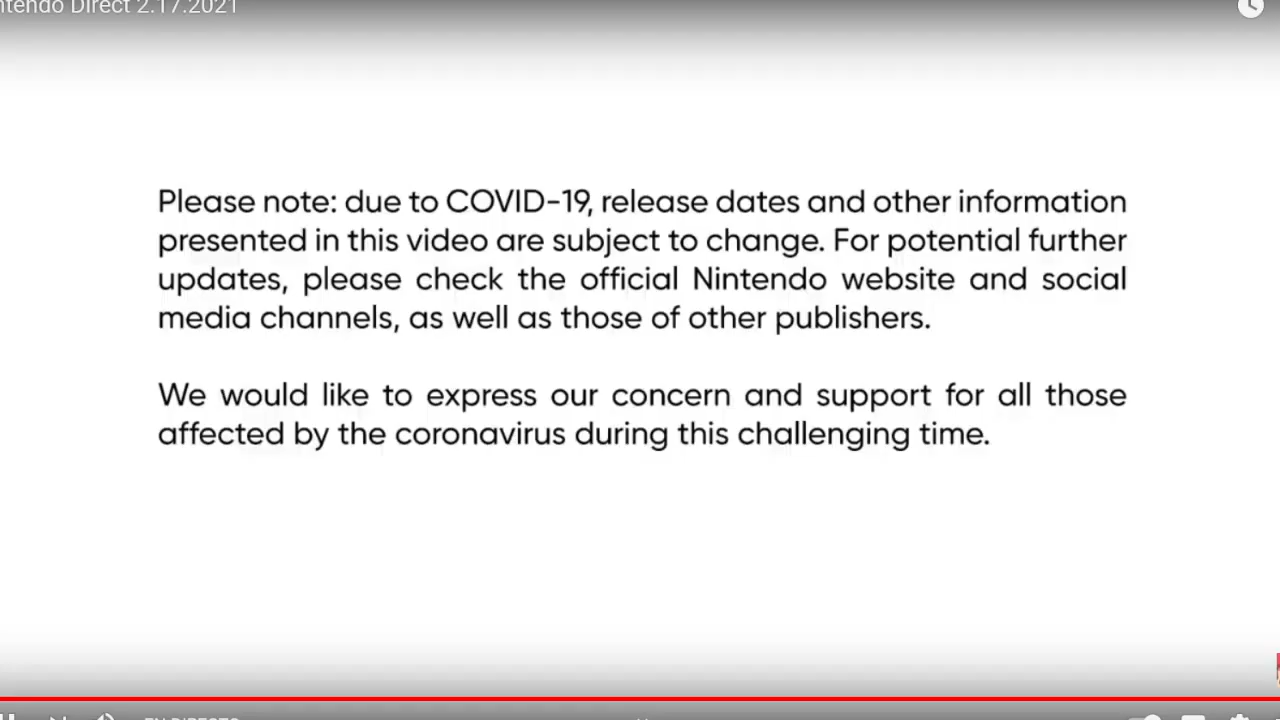 ntendo Direct 2.17.2021
Please note: due to COVID-19, release dates and other information
presented in this video are subject to change. For potential further
updates, please check the official Nintendo website and social
media channels, as well as those of other publishers.
We would like to express our concern and support for all those
affected by the coronavirus during this challenging time.
EN DIRECTO